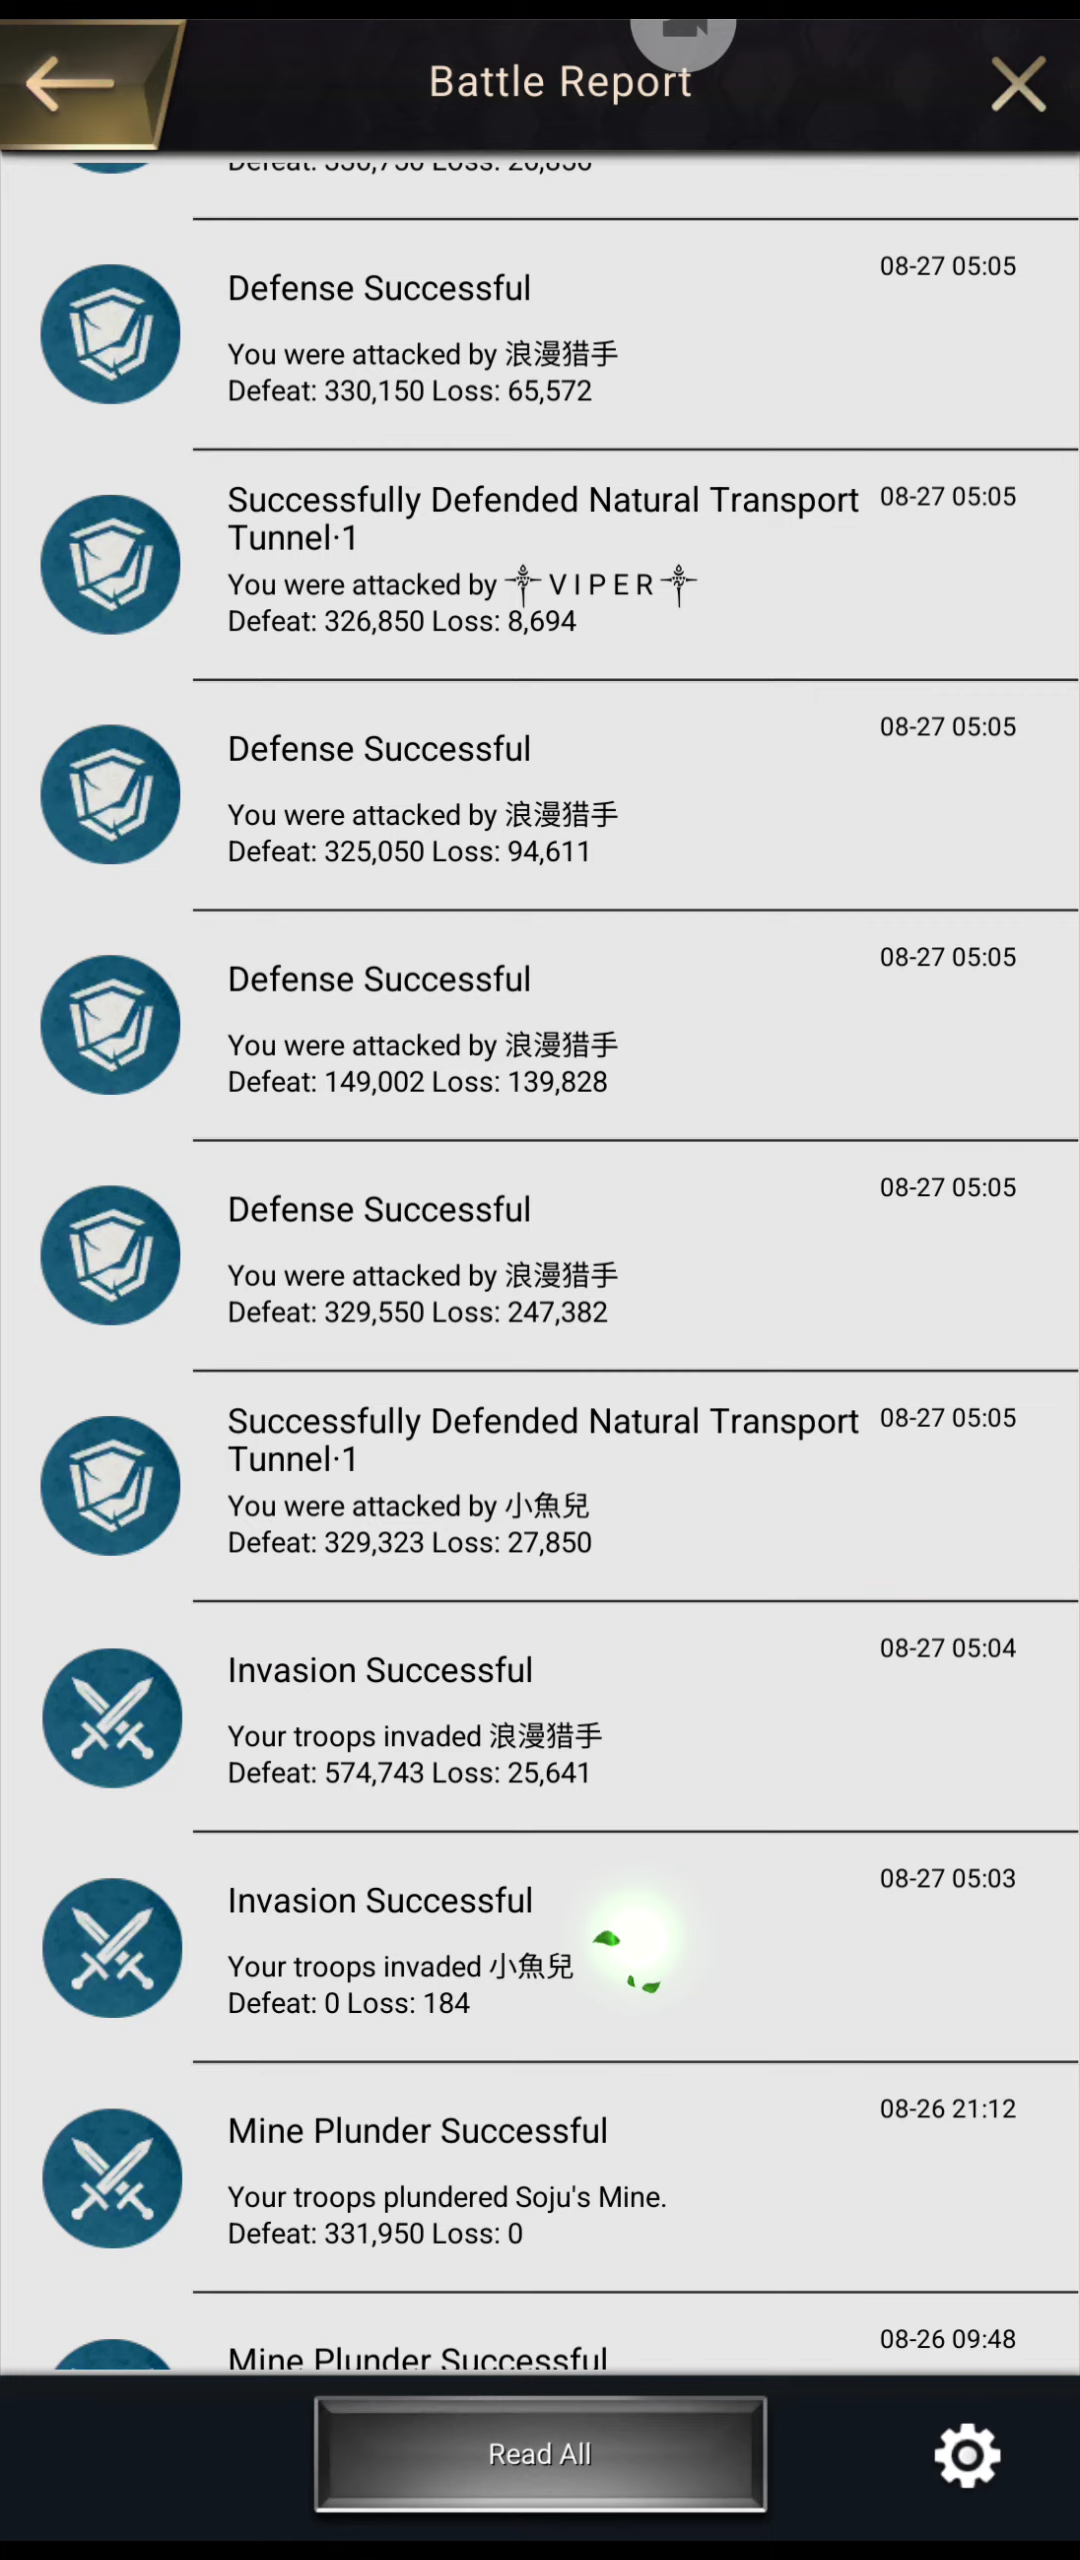 Battle Report
08-27 05:05
Defense Successful
You were attacked by 浪漫猎手
Defeat: 330,150 Loss: 65,572
Successfully Defended Natural Transport
08-27 05:05
Tunnel·1
You were attacked by ༒VIPER༒
Defeat: 326,850 Loss: 8,694
08-27 05:05
Defense Successful
You were attacked by 浪漫猎手
Defeat: 325,050 Loss: 94,611
08-27 05:05
Defense Successful
You were attacked by 浪漫猎手
Defeat: 149,002 Loss: 139,828
08-27 05:05
Defense Successful
You were attacked by 浪漫猎手
Defeat: 329,550 Loss: 247,382
Successfully Defended Natural Transport
08-27 05:05
Tunnel·1
You were attacked by 小魚兒
Defeat: 329,323 Loss: 27,850
08-27 05:04
Invasion Successful
Your troops invaded 浪漫猎手
Defeat: 574,743 Loss: 25,641
08-27 05:03
Invasion Successful
Your troops invaded 小魚兒
Defeat: 0 Loss: 184
08-26 21:12
Mine Plunder Successful
Your troops plundered Soju's Mine.
Defeat: 331,950 Loss: 0
08-26 09:48
Mine Plunder Successful
Read All